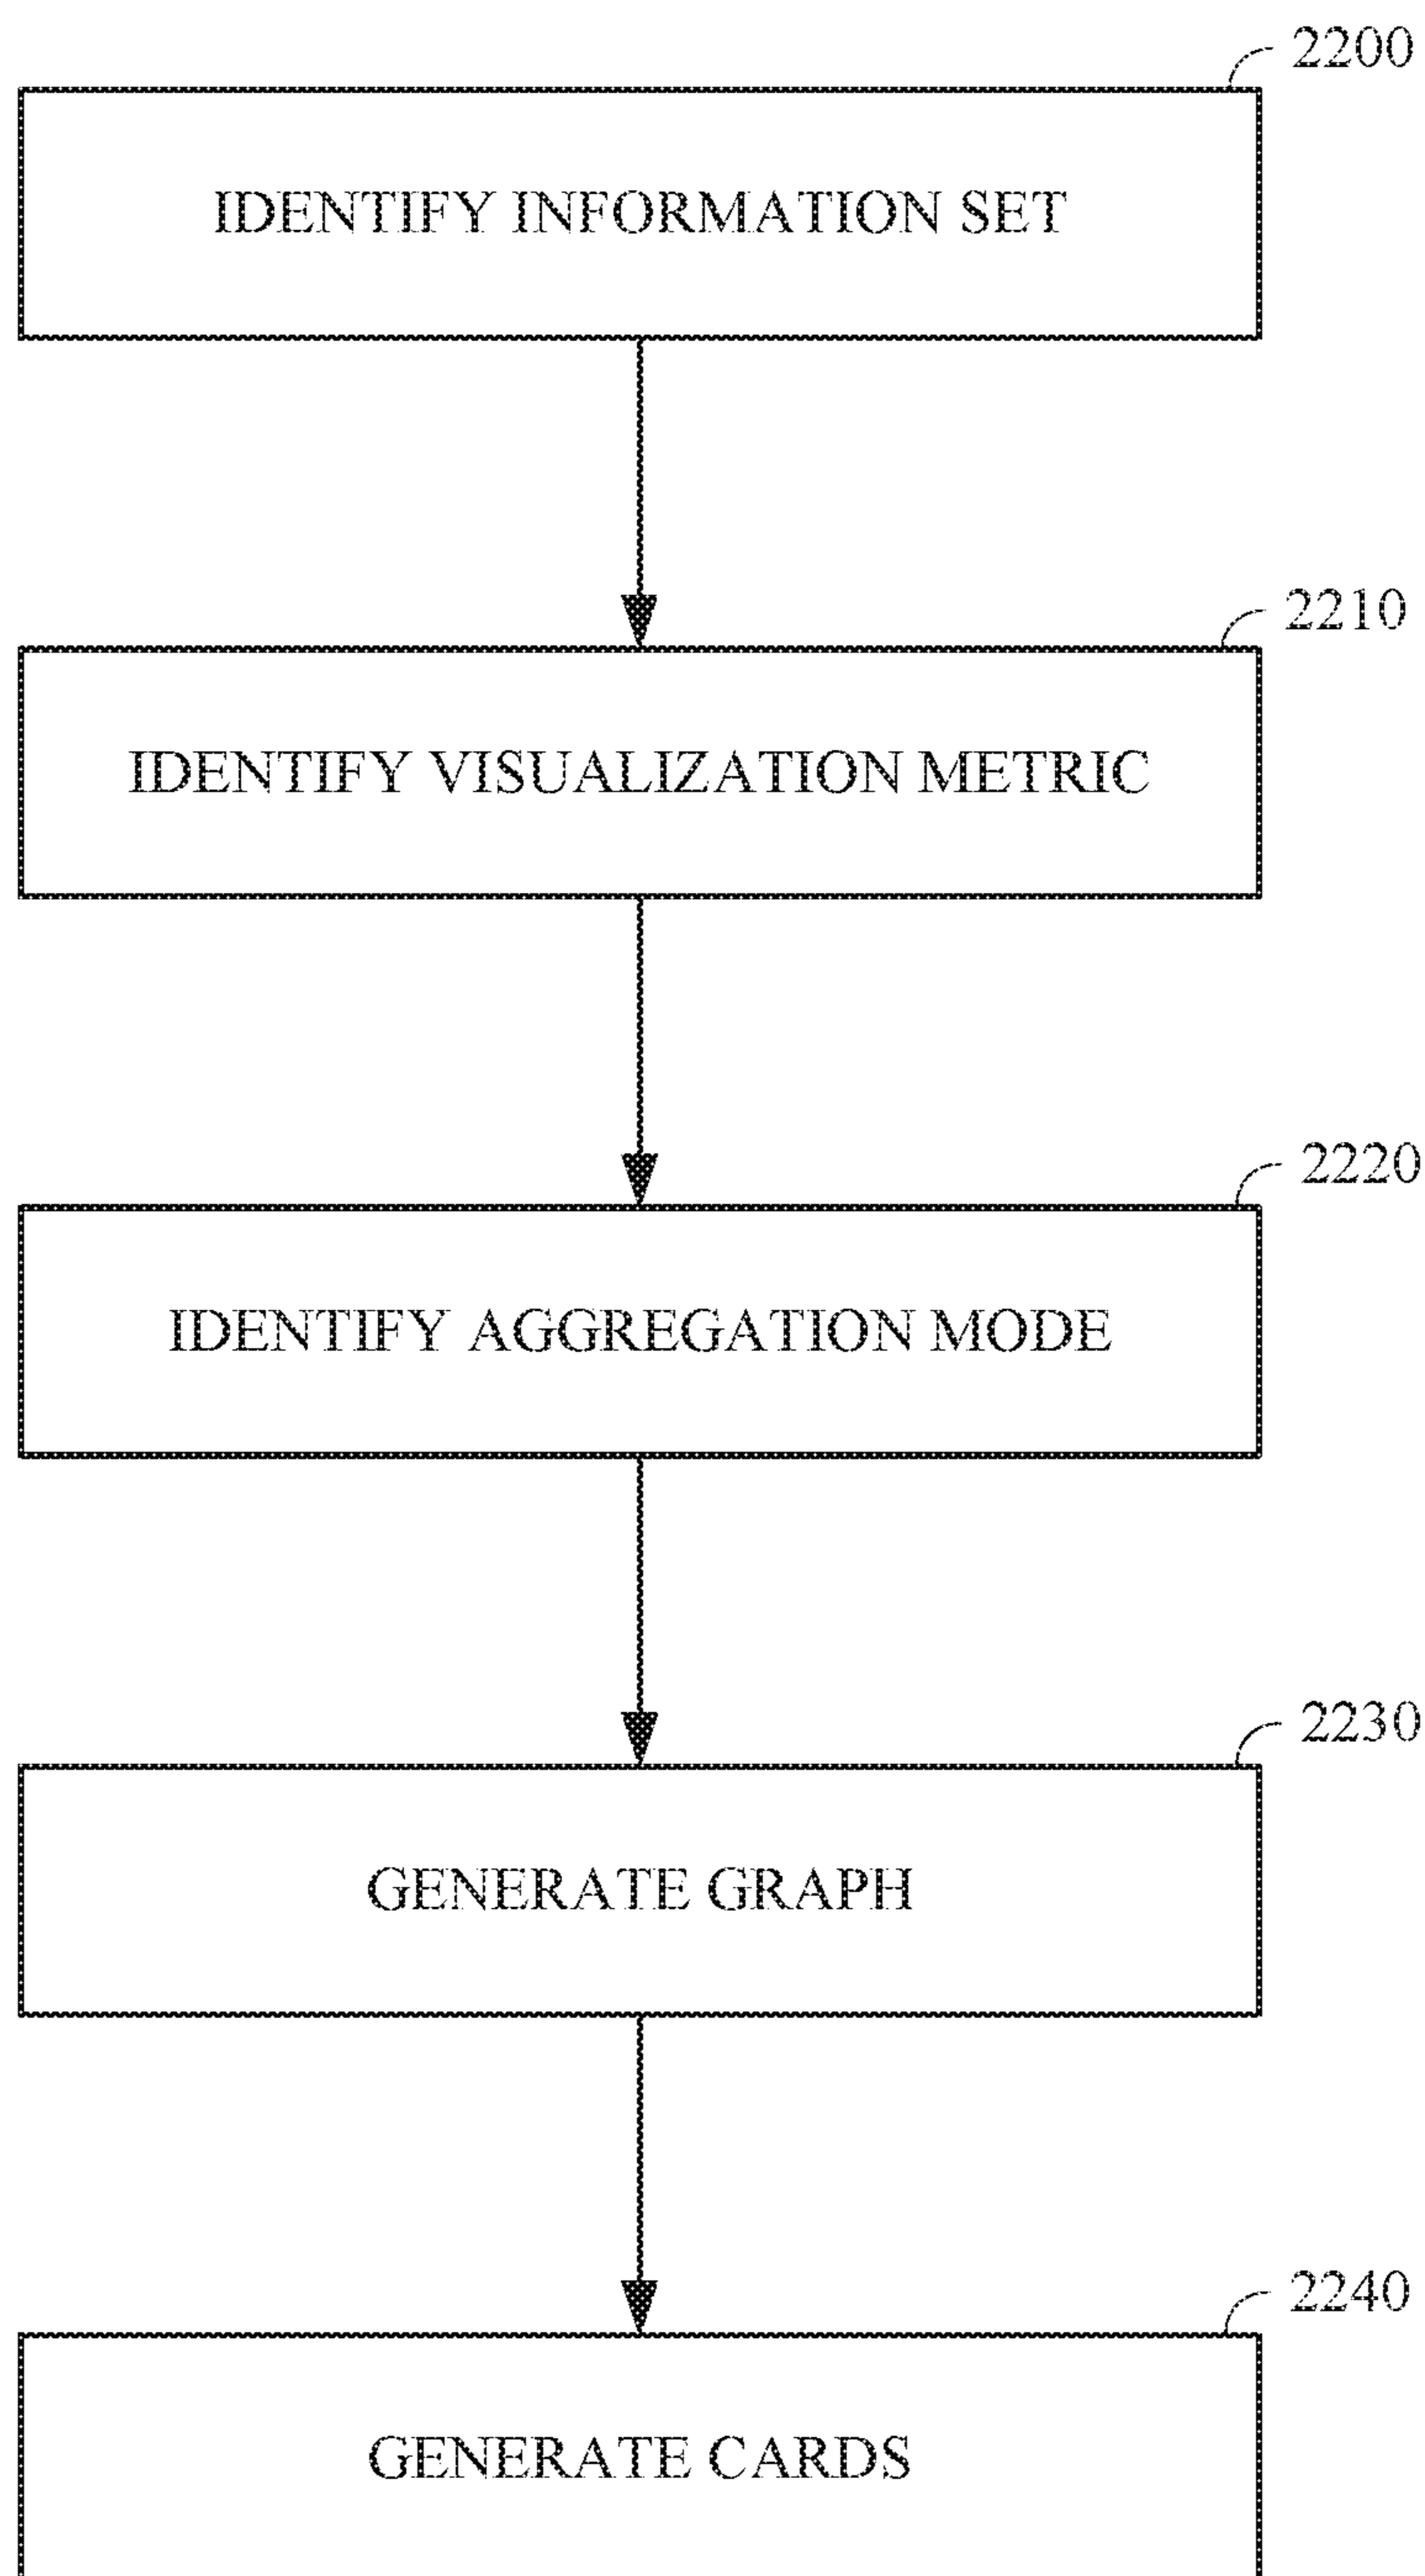 2200
IDENTIFY INFORMATION SET
2210
IDENTIFY VISUALIZATION METRIC
2220
IDENTIFY AGGREGATION MODE
2230
GENERATE GRAPH
2240
GENERATE CARDS